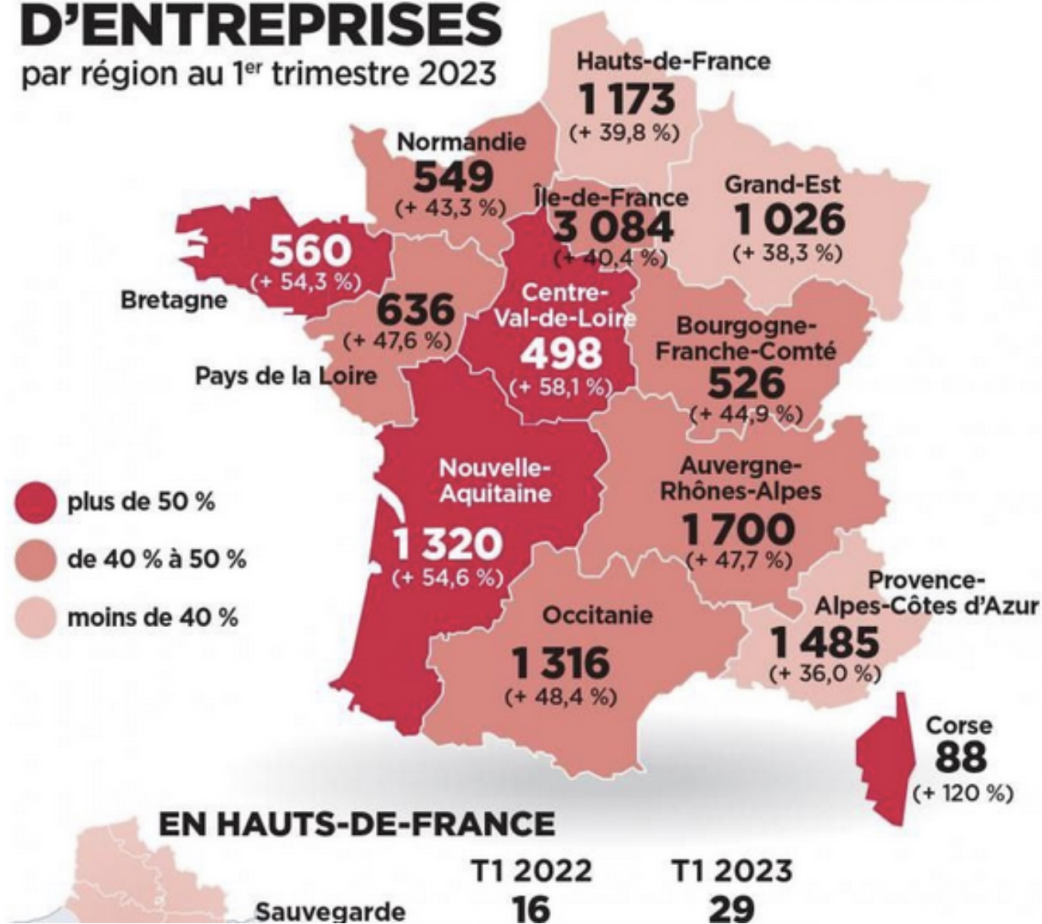 D'ENTREPRISES
par région au 1er trimestre 2023
Hauts-de-France
1 173
(+ 39,8 %)
Normandie
549
(+ 43,3 %)
Île-de-France
3 084
(+ 40,4 %)
Grand-Est
1 026
(+ 38,3 %)
560
(+ 54,3 %)
Bretagne
636
(+ 47,6 %)
Pays de la Loire
Centre-
Val-de-Loire
498
(+ 58,1 %)
Bourgogne-
Franche-Comté
526
(+ 44,9 %)
Nouvelle-
Aquitaine
1 320
(+ 54,6 %)
Auvergne-
Rhônes-Alpes
1 700
(+ 47,7 %)
plus de 50 %
de 40 % à 50 %
moins de 40 %
Occitanie
1 316
(+ 48,4 %)
Provence-
Alpes-Côtes d'Azur
1 485
(+ 36,0 %)
Corse
88
(+ 120 %)
EN HAUTS-DE-FRANCE
T1 2022 T1 2023
Sauvegarde 16 29